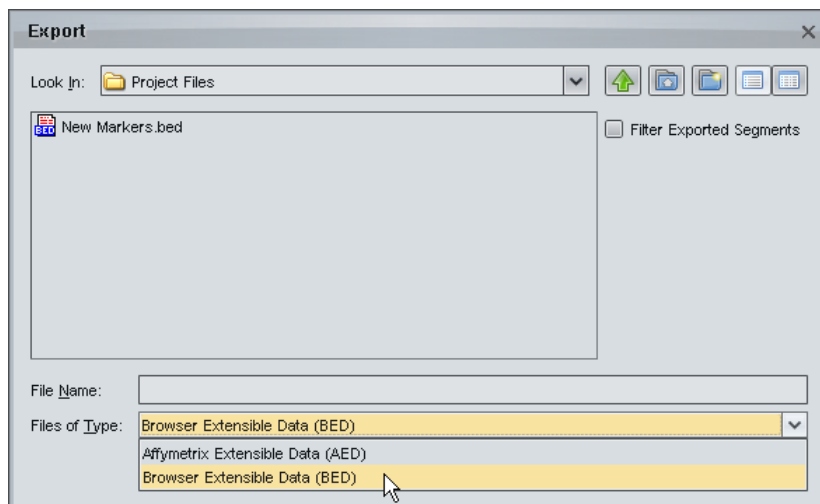 Export
Look In: Project Files
BED New Markers.bed
Filter Exported Segments
File Name:
Files of Type: Browser Extensible Data (BED)
Affymetrix Extensible Data (AED)
Browser Extensible Data (BED)